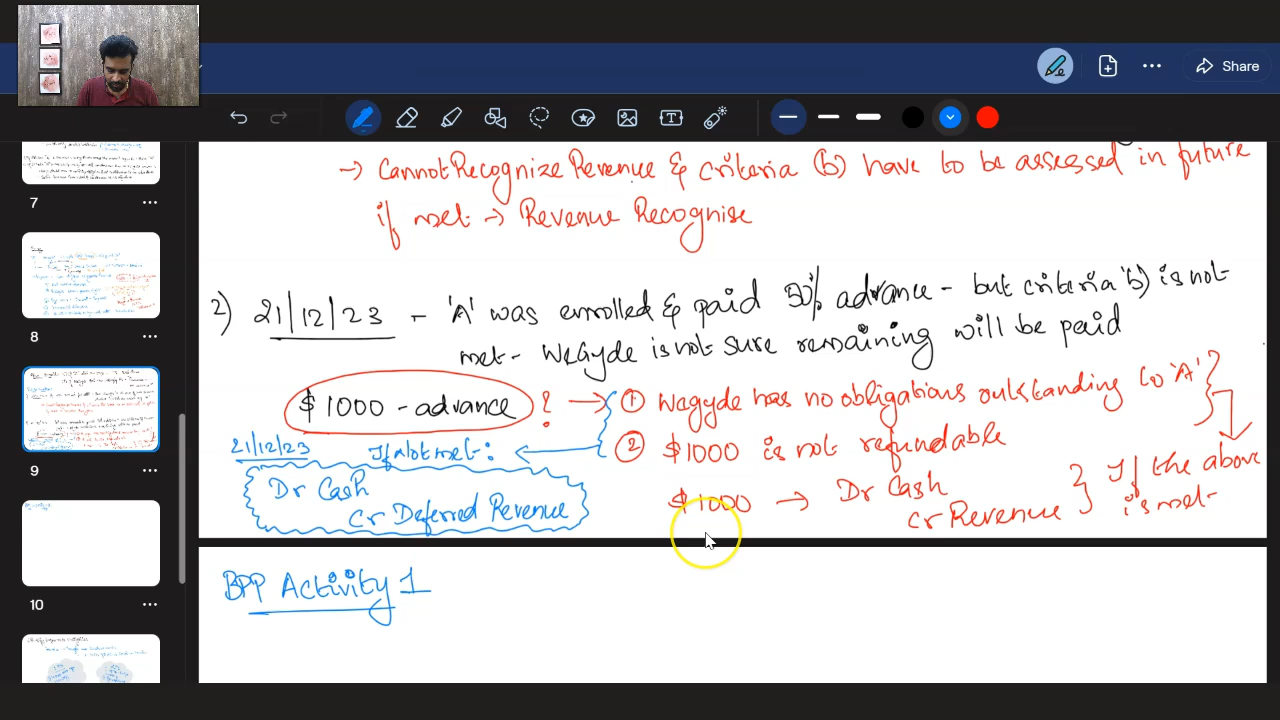 Share
→ Cannot Recognize Revenue & criteria (b) have to be assessed in future
if met → Revenue Recognise
2) 21/12/23 - 'A' was enrolled & paid 50% advance - but criteria 'b) is not
met - WeGyde is not sure remaining will be paid
$1000 - advance ? → ① Wegyde has no obligations outstanding to 'A'
21/12/23 If not met: ② $1000 is not refundable
Dr Cash
Cr Deferred Revenue
$1000 → Dr Cash
Cr Revenue
If the above
is met -
BPP Activity 1
7
8
9
10